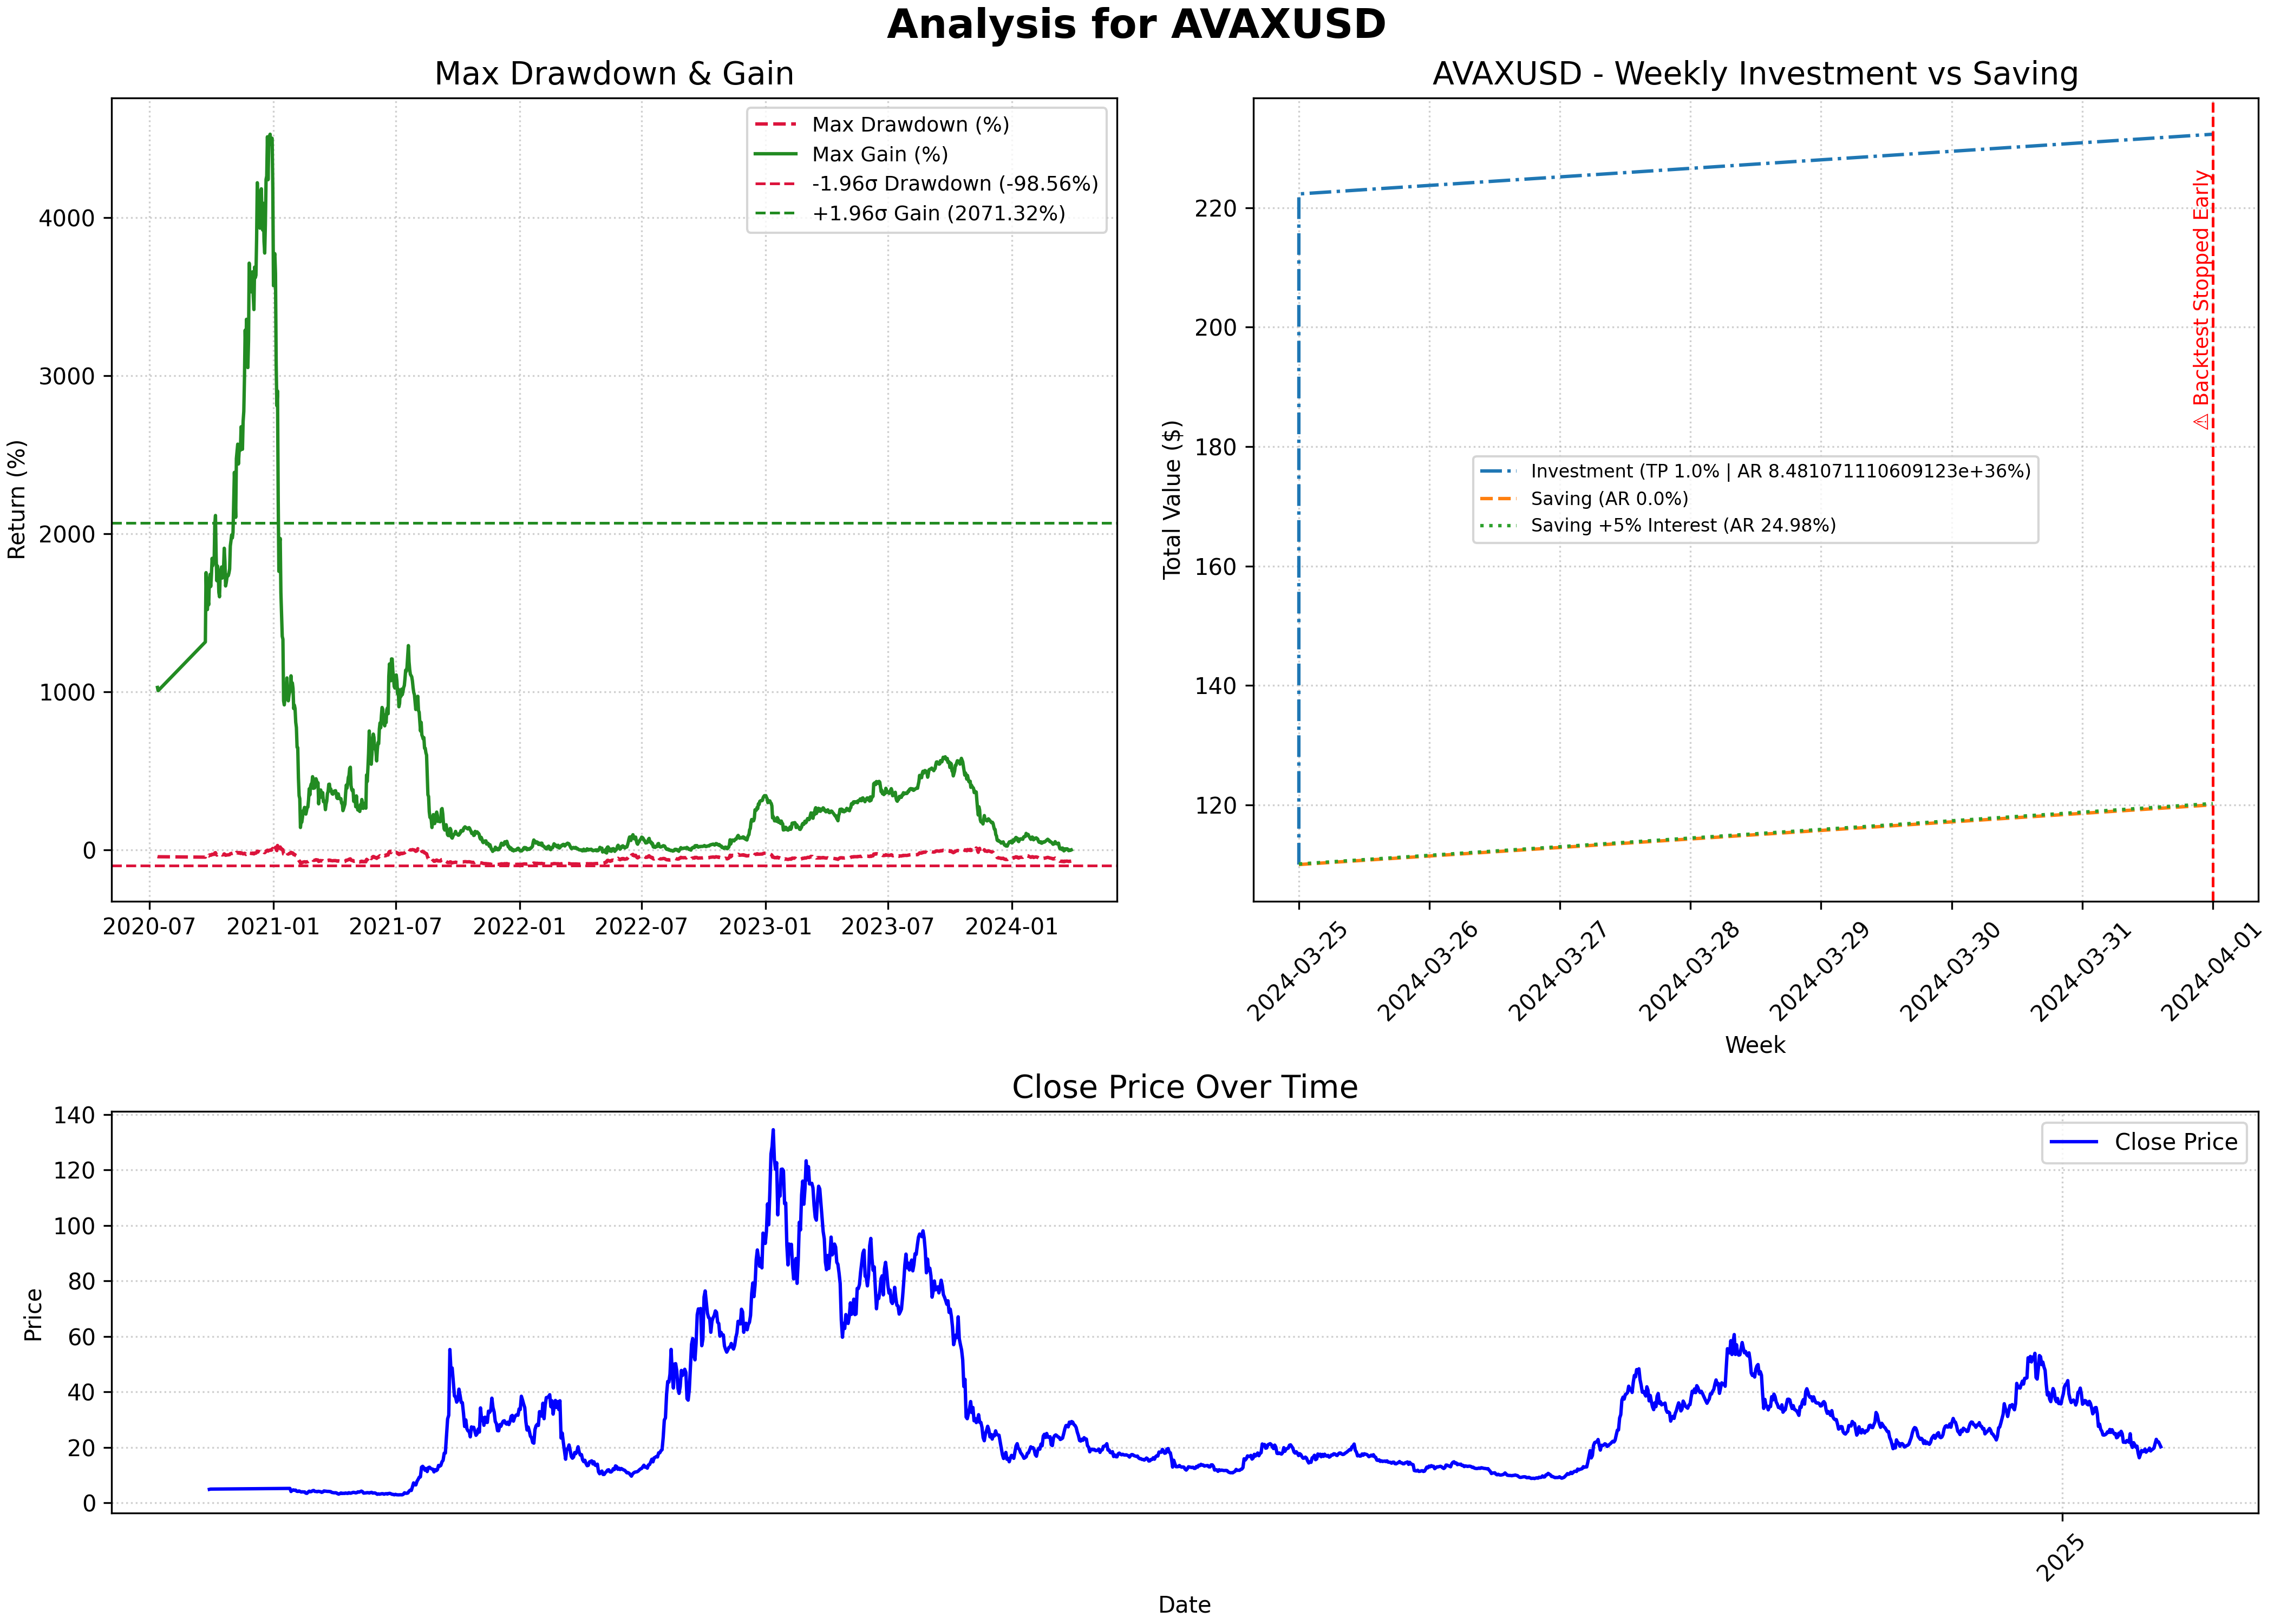 Analysis for AVAXUSD
Max Drawdown & Gain
Return (%)
4000
3000
2000
1000
0
2020-07
2021-01
2021-07
2022-01
2022-07
2023-01
2023-07
2024-01
Max Drawdown (%)
Max Gain (%)
-1.96σ Drawdown (-98.56%)
+1.96σ Gain (2071.32%)
AVAXUSD - Weekly Investment vs Saving
Total Value ($)
220
200
180
160
140
120
⚠ Backtest Stopped Early
Investment (TP 1.0% | AR 8.481071110609123e+36%)
Saving (AR 0.0%)
Saving +5% Interest (AR 24.98%)
2024-03-25
2024-03-26
2024-03-27
2024-03-28
2024-03-29
2024-03-30
2024-03-31
2024-04-01
Week
Close Price Over Time
Price
140
120
100
80
60
40
20
0
Close Price
2025
Date